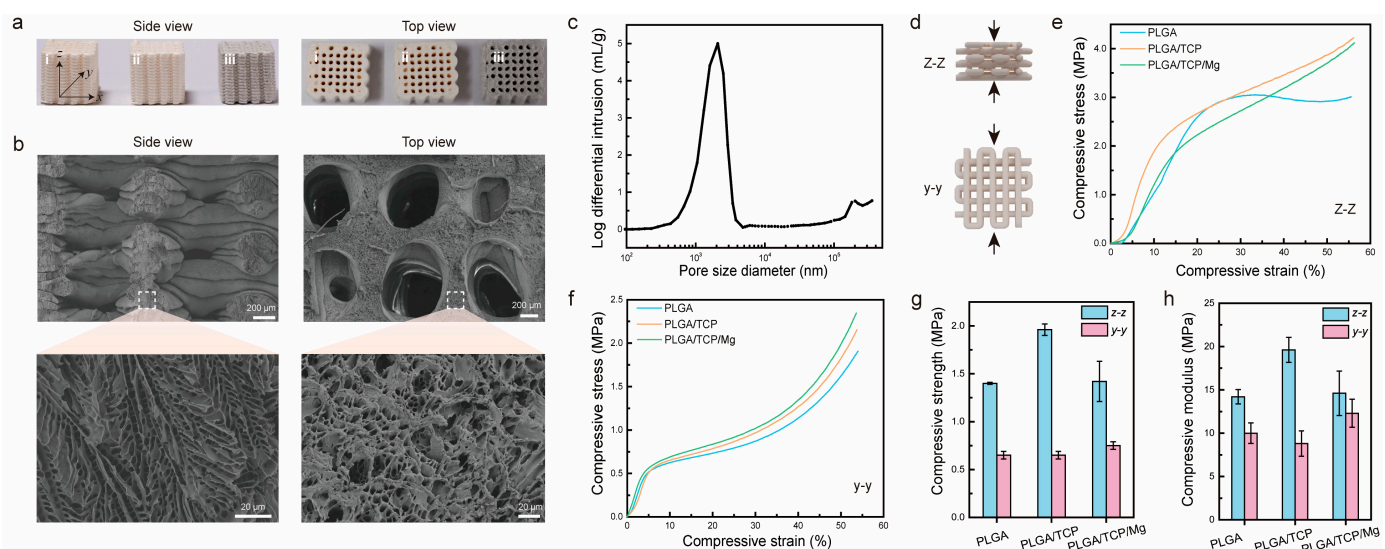 a
Side view
Top view
i
ii
iii
z
y
x
i
ii
iii
b
Side view
Top view
200 μm
200 μm
20 μm
20 μm
c
Log differential intrusion (mL/g)
5
4
3
2
1
0
10² 10³ 10⁴ 10⁵
Pore size diameter (nm)
d
Z-Z
y-y
e
Compressive stress (MPa)
4.0
3.0
2.0
1.0
0.0
PLGA
PLGA/TCP
PLGA/TCP/Mg
Z-Z
0 10 20 30 40 50 60
Compressive strain (%)
f
Compressive stress (MPa)
2.5
2.0
1.5
1.0
0.5
0.0
PLGA
PLGA/TCP
PLGA/TCP/Mg
y-y
0 10 20 30 40 50 60
Compressive strain (%)
g
Compressive strength (MPa)
2.0
1.5
1.0
0.5
0.0
z-z
y-y
PLGA PLGA/TCP PLGA/TCP/Mg
h
Compressive modulus (MPa)
25
20
15
10
5
0
z-z
y-y
PLGA PLGA/TCP PLGA/TCP/Mg